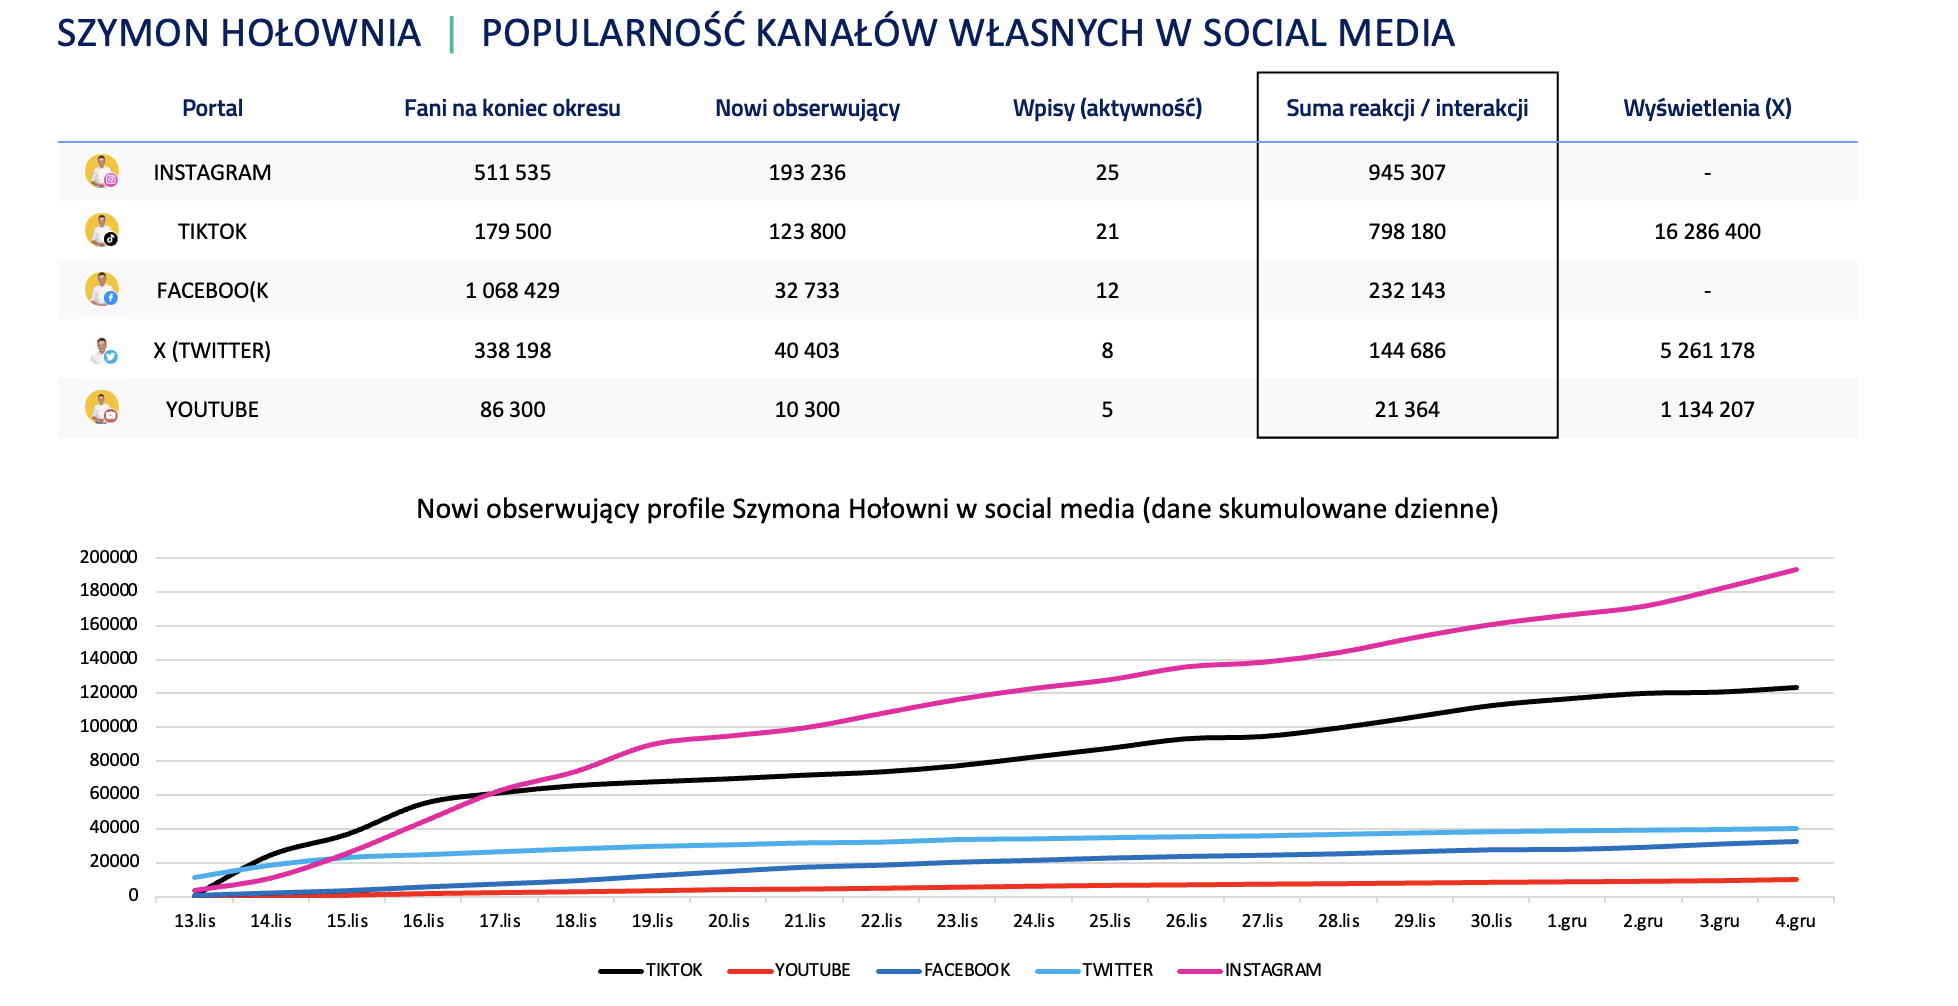 SZYMON HOŁOWNIA | POPULARNOŚĆ KANAŁÓW WŁASNYCH W SOCIAL MEDIA
Portal Fani na koniec okresu Nowi obserwujący Wpisy (aktywność) Suma reakcji / interakcji Wyświetlenia (X)
INSTAGRAM 511 535 193 236 25 945 307 -
TIKTOK 179 500 123 800 21 798 180 16 286 400
FACEBOO(K 1 068 429 32 733 12 232 143 -
X (TWITTER) 338 198 40 403 8 144 686 5 261 178
YOUTUBE 86 300 10 300 5 21 364 1 134 207
Nowi obserwujący profile Szymona Hołowni w social media (dane skumulowane dzienne)
200000
180000
160000
140000
120000
100000
80000
60000
40000
20000
0
13.lis 14.lis 15.lis 16.lis 17.lis 18.lis 19.lis 20.lis 21.lis 22.lis 23.lis 24.lis 25.lis 26.lis 27.lis 28.lis 29.lis 30.lis 1.gru 2.gru 3.gru 4.gru
TIKTOK YOUTUBE FACEBOOK TWITTER INSTAGRAM